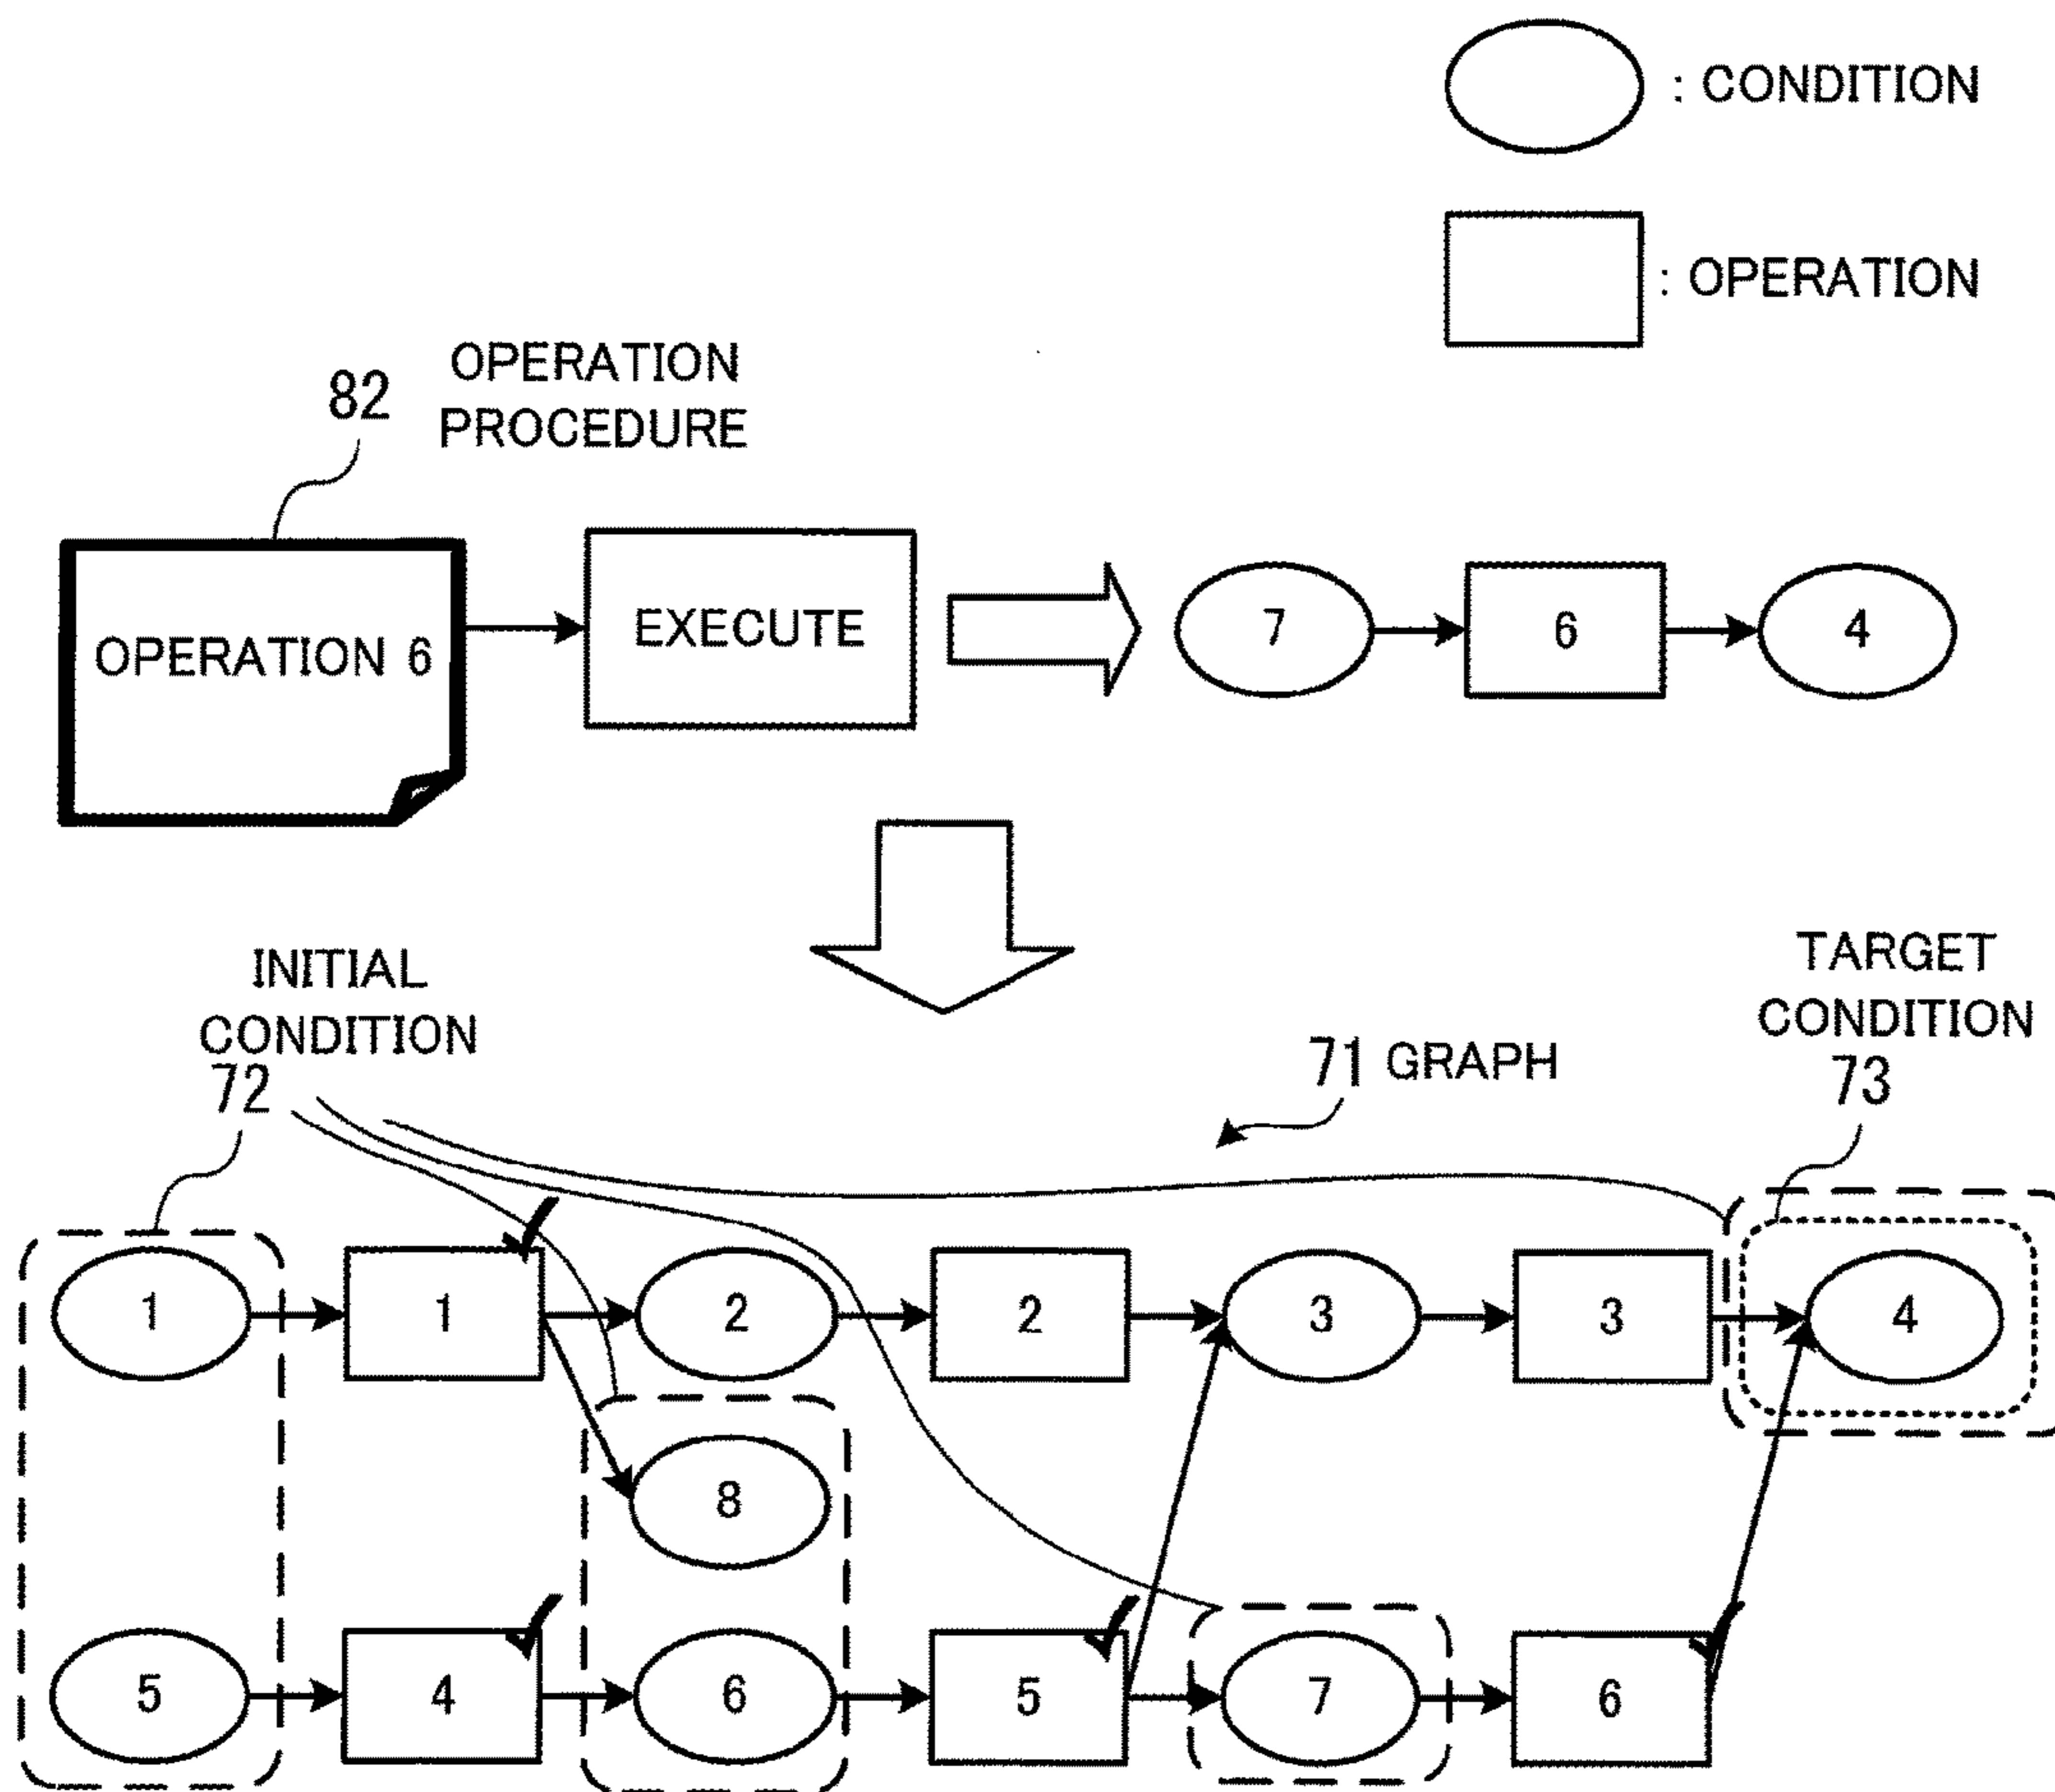 : CONDITION
: OPERATION
82
OPERATION
PROCEDURE
OPERATION 6
EXECUTE
7
6
4
INITIAL
CONDITION
72
71 GRAPH
TARGET
CONDITION
73
1
1
2
2
3
3
4
8
5
4
6
5
7
6